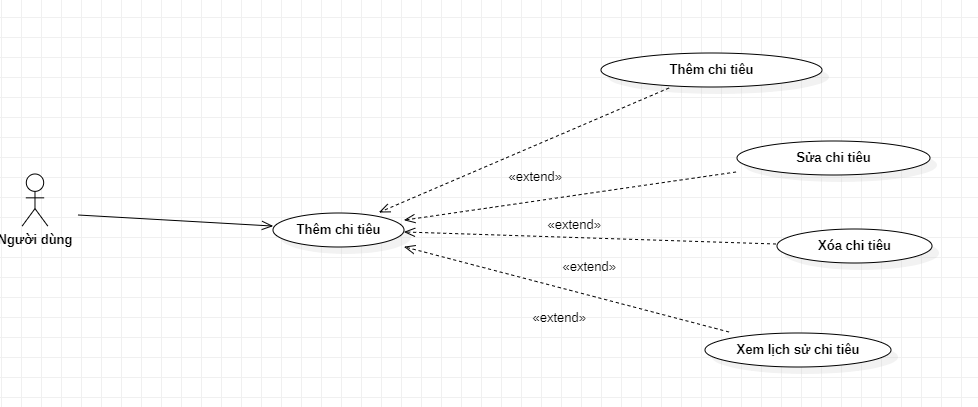 Thêm chi tiêu
Sửa chi tiêu
«extend»
Người dùng
Thêm chi tiêu
«extend»
Xóa chi tiêu
«extend»
«extend»
Xem lịch sử chi tiêu